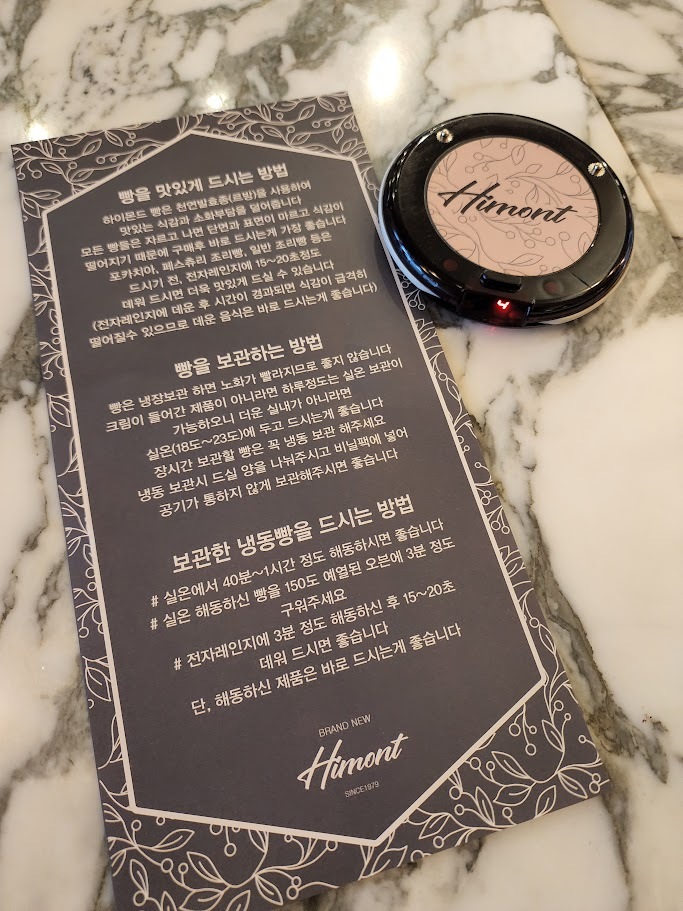 빵을 맛있게 드시는 방법
하이몬드 빵은 천연발효종(르방)을 사용하여
맛있는 식감과 소화부담을 덜어줍니다
모든 빵들은 자르고 나면 단면과 표면이 마르고 식감이
떨어지기 때문에 구매후 바로 드시는게 가장 좋습니다
포카치아, 페스츄리 조리빵, 일반 조리빵 등은
드시기 전, 전자레인지에 15~20초정도
데워 드시면 더욱 맛있게 드실 수 있습니다
(전자레인지에 데운 후 시간이 경과되면 식감이 급격히
떨어질수 있으므로 데운 음식은 바로 드시는게 좋습니다)
빵을 보관하는 방법
빵은 냉장보관 하면 노화가 빨라지므로 좋지 않습니다
크림이 들어간 제품이 아니라면 하루정도는 실온 보관이
가능하오니 더운 실내가 아니라면
실온(18도~23도)에 두고 드시는게 좋습니다
장시간 보관할 빵은 꼭 냉동 보관 해주세요
냉동 보관시 드실 양을 나눠주시고 비닐팩에 넣어
공기가 통하지 않게 보관해주시면 좋습니다
보관한 냉동빵을 드시는 방법
# 실온에서 40분~1시간 정도 해동하시면 좋습니다
# 실온 해동하신 빵을 150도 예열된 오븐에 3분 정도
구워주세요
# 전자레인지에 3분 정도 해동하신 후 15~20초
데워 드시면 좋습니다
단, 해동하신 제품은 바로 드시는게 좋습니다
BRAND NEW
Himont
SINCE1979
Himont
4